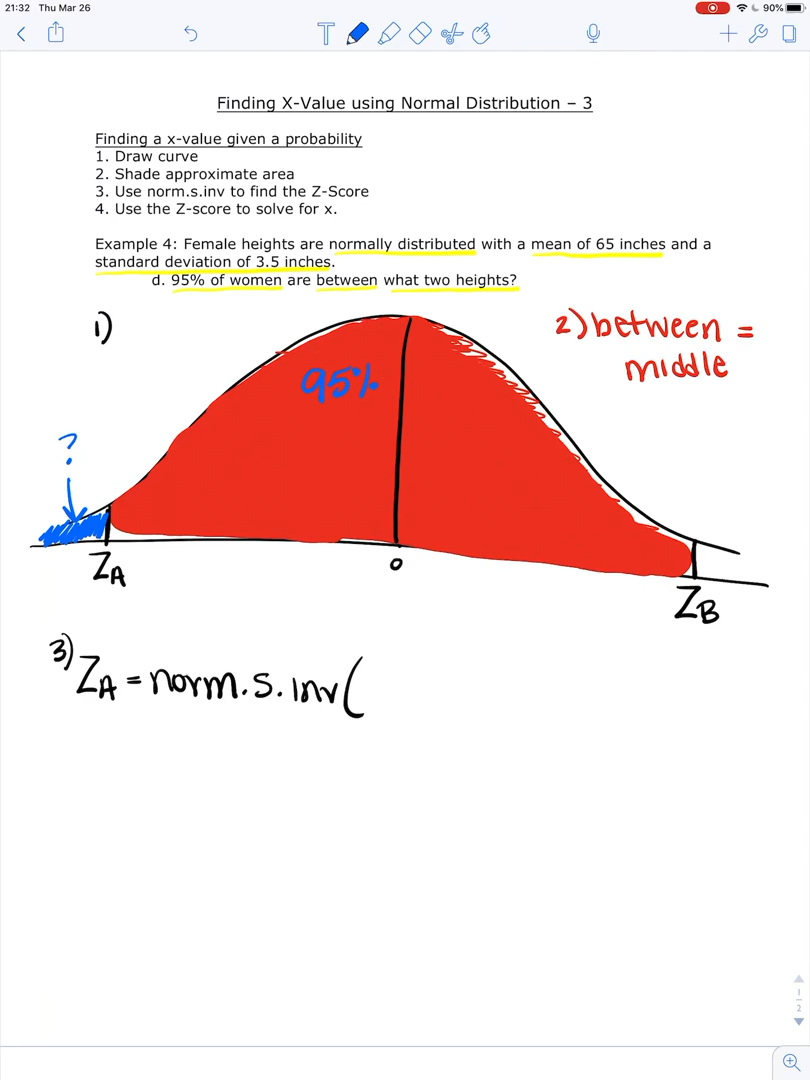 21:32 Thu Mar 26
90%
Finding X-Value using Normal Distribution – 3
Finding a x-value given a probability
1. Draw curve
2. Shade approximate area
3. Use norm.s.inv to find the Z-Score
4. Use the Z-score to solve for x.
Example 4: Female heights are normally distributed with a mean of 65 inches and a
standard deviation of 3.5 inches.
d. 95% of women are between what two heights?
1)
2) between =
middle
95%
?
ZA
0
ZB
3) ZA = norm.s.inv(
1
2